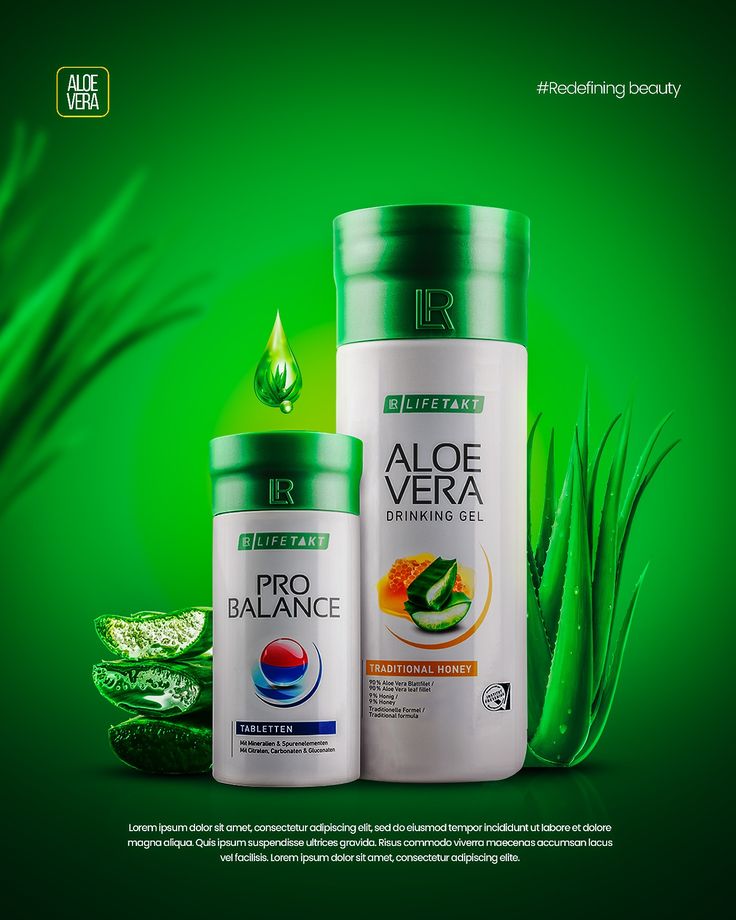 ALOE
VERA
#Redefining beauty
LR
LR LIFETAKT
ALOE
VERA
DRINKING GEL
TRADITIONAL HONEY
90% Aloe Vera Blattfilet /
90% Aloe Vera leaf fillet
9% Honig /
9% Honey
Traditionelle Formel /
Traditional formula
LR
LR LIFETAKT
PRO
BALANCE
TABLETTEN
Mit Mineralien & Spurenelementen
Mit Citraten, Carbonaten & Gluconaten
Lorem ipsum dolor sit amet, consectetur adipiscing elit, sed do eiusmod tempor incididunt ut labore et dolore
magna aliqua. Quis ipsum suspendisse ultrices gravida. Risus commodo viverra maecenas accumsan lacus
vel facilisis. Lorem ipsum dolor sit amet, consectetur adipiscing elite.